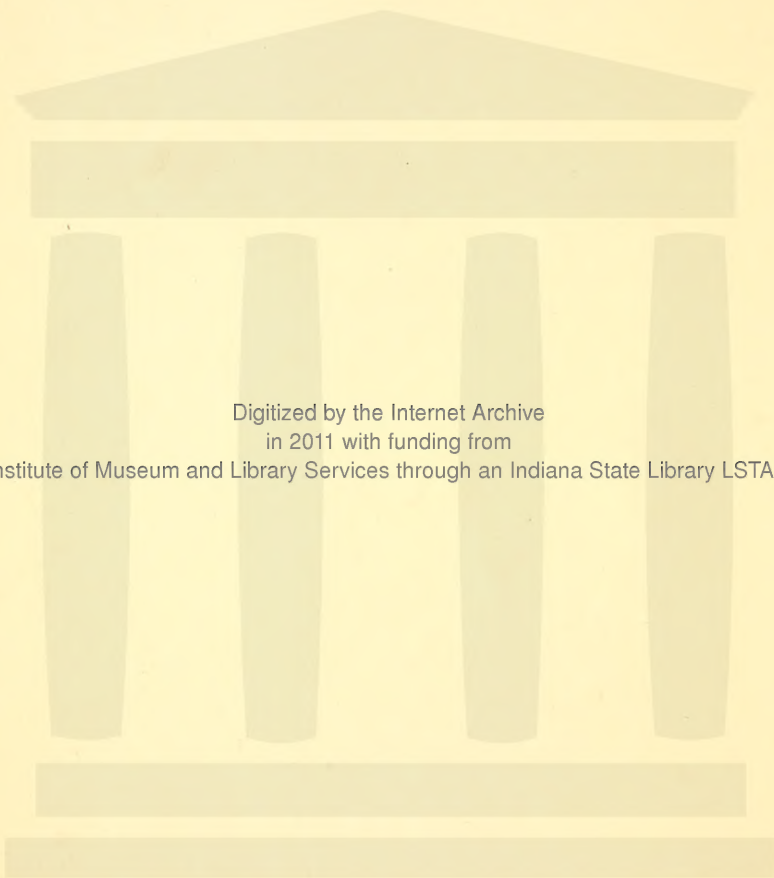 Digitized by the Internet Archive
in 2011 with funding from
nstitute of Museum and Library Services through an Indiana State Library LSTA